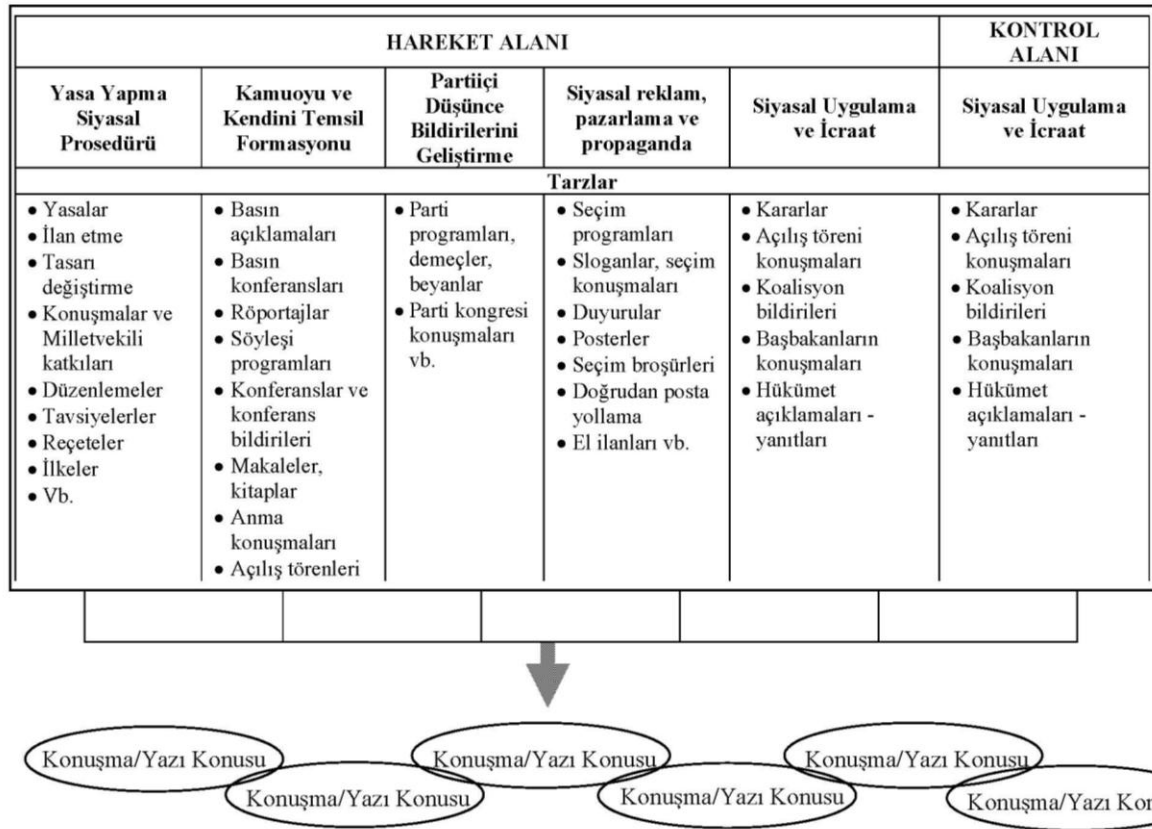 HAREKET ALANI
KONTROL
ALANI
Yasa Yapma
Siyasal
Prosedürü
Kamuoyu ve
Kendini Temsil
Formasyonu
Partiiçi
Düşünce
Bildirilerini
Geliştirme
Siyasal reklam,
pazarlama ve
propaganda
Siyasal Uygulama
ve İcraat
Siyasal Uygulama
ve İcraat
Tarzlar
• Yasalar
• İlan etme
• Tasarı
değiştirme
• Konuşmalar ve
Milletvekili
katkıları
• Düzenlemeler
• Tavsiyelerler
• Reçeteler
• İlkeler
• Vb.
• Basın
açıklamaları
• Basın
konferansları
• Röportajlar
• Söyleşi
programları
• Konferanslar ve
konferans
bildirileri
• Makaleler,
kitaplar
• Anma
konuşmaları
• Açılış törenleri
• Parti
programları,
demeçler,
beyanlar
• Parti kongresi
konuşmaları
vb.
• Seçim
programları
• Sloganlar, seçim
konuşmaları
• Duyurular
• Posterler
• Seçim broşürleri
• Doğrudan posta
yollama
• El ilanları vb.
• Kararlar
• Açılış töreni
konuşmaları
• Koalisyon
bildirileri
• Başbakanların
konuşmaları
• Hükümet
açıklamaları -
yanıtları
• Kararlar
• Açılış töreni
konuşmaları
• Koalisyon
bildirileri
• Başbakanların
konuşmaları
• Hükümet
açıklamaları -
yanıtları
Konuşma/Yazı Konusu
Konuşma/Yazı Konusu
Konuşma/Yazı Konusu
Konuşma/Yazı Konusu
Konuşma/Yazı Konusu
Konuşma/Yazı Kon